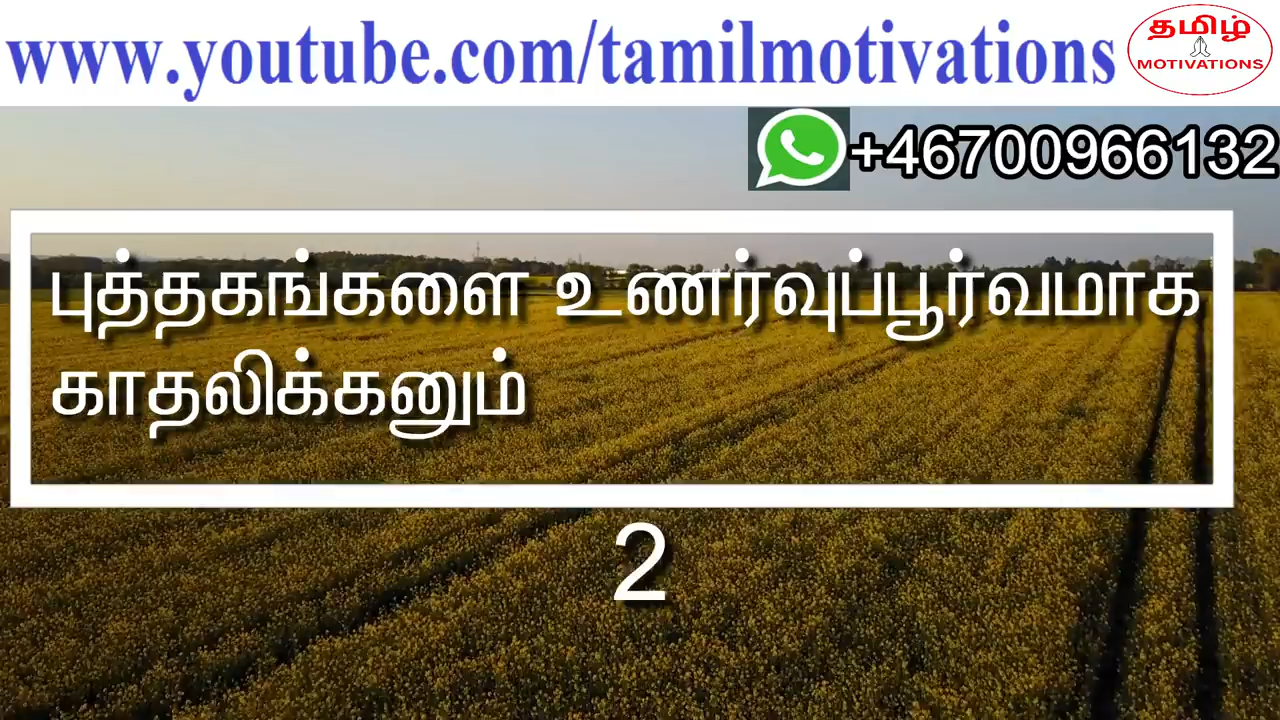 www.youtube.com/tamilmotivations
தமிழ்
MOTIVATIONS
+46700966132
புத்தகங்களை உணர்வுப்பூர்வமாக
காதலிக்கனும்
2